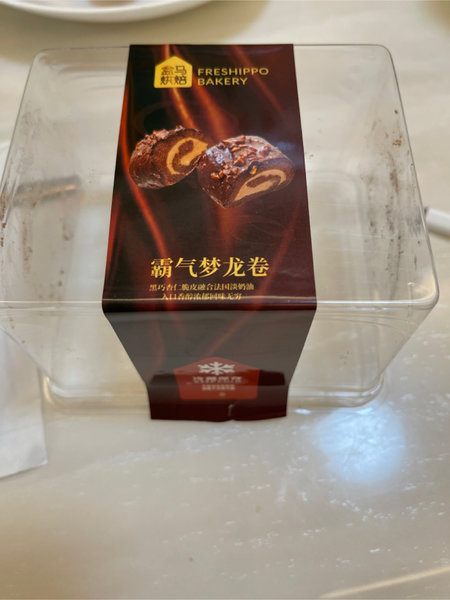 盒马
烘焙
FRESHIPPO
BAKERY
霸气梦龙卷
黑巧杏仁脆皮融合法国淡奶油
入口香醇浓郁回味无穷